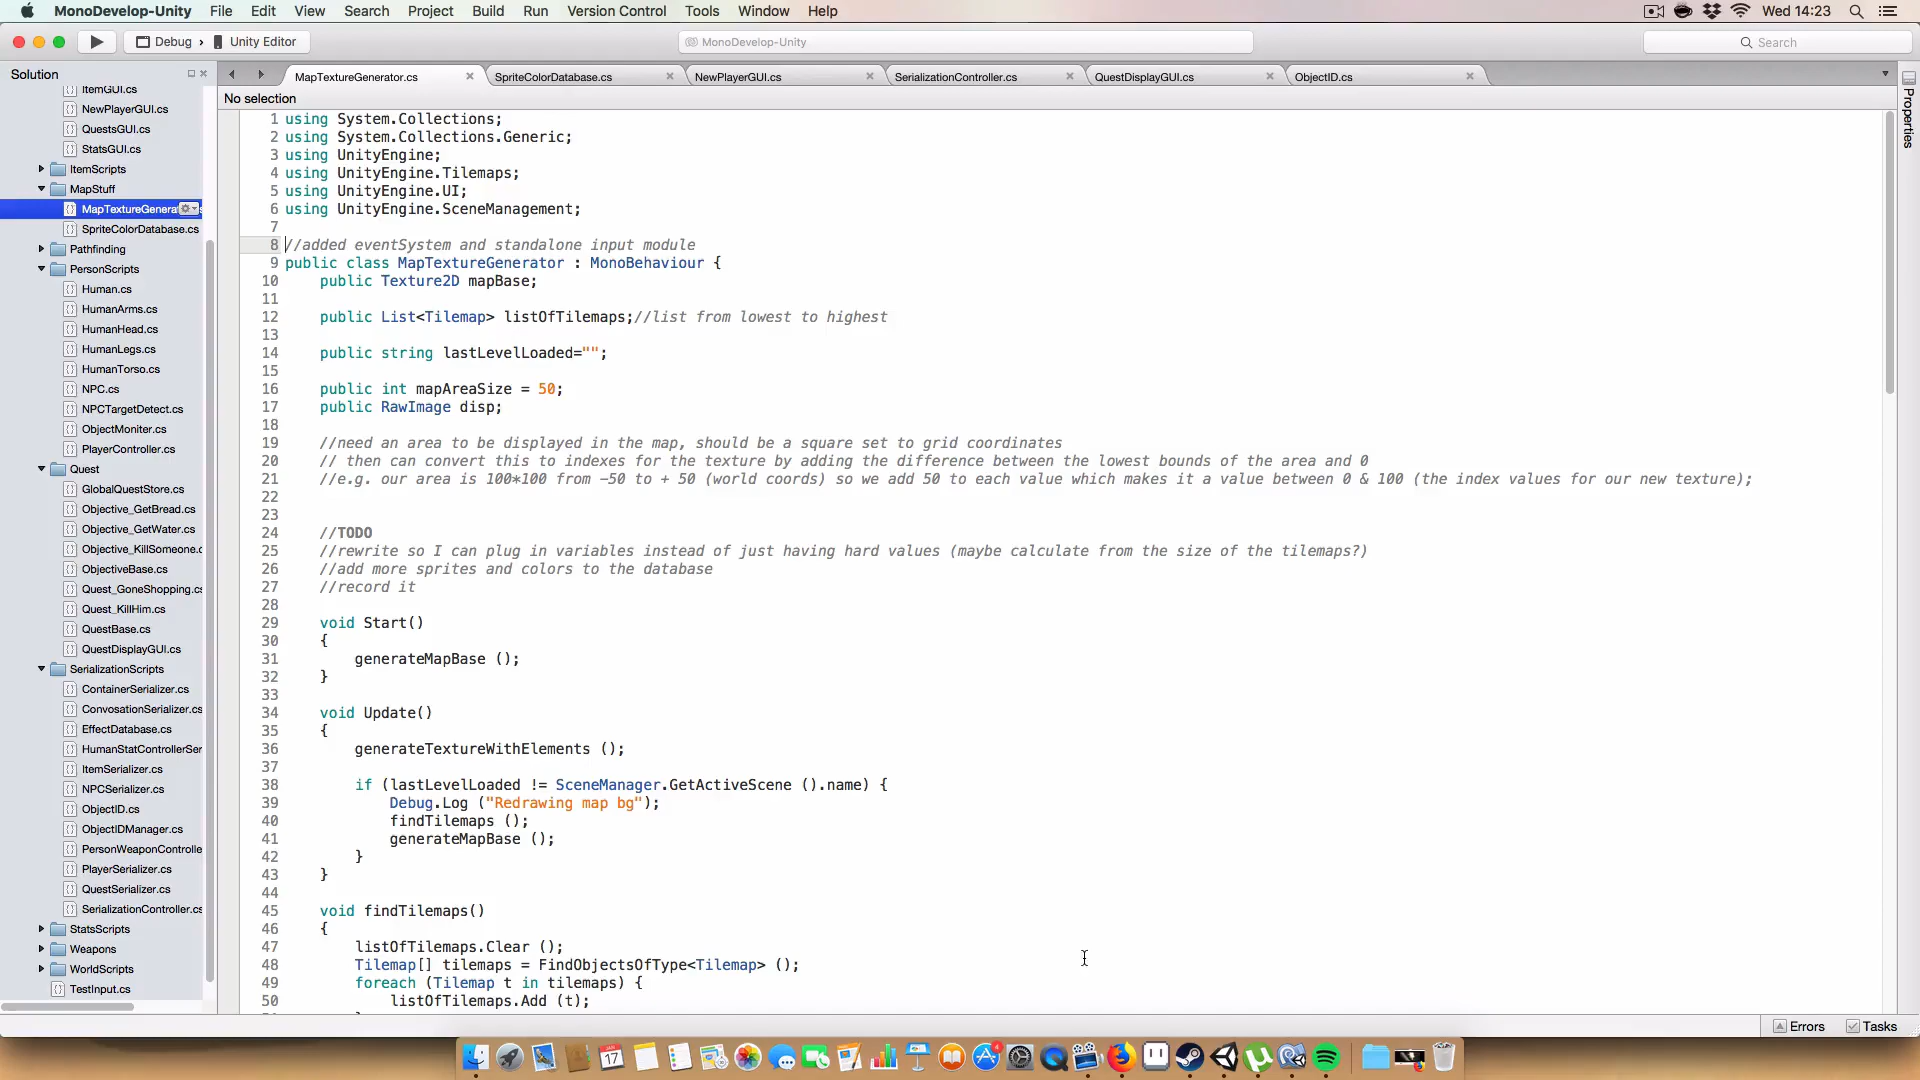 MonoDevelop-Unity File Edit View Search Project Build Run Version Control Tools Window Help Wed 14:23
Debug › Unity Editor MonoDevelop-Unity Search
Solution
MapTextureGenerator.cs SpriteColorDatabase.cs NewPlayerGUI.cs SerializationController.cs QuestDisplayGUI.cs ObjectID.cs
No selection
Properties
ItemGUI.cs
NewPlayerGUI.cs
QuestsGUI.cs
StatsGUI.cs
ItemScripts
MapStuff
MapTextureGenerat
SpriteColorDatabase.cs
Pathfinding
PersonScripts
Human.cs
HumanArms.cs
HumanHead.cs
HumanLegs.cs
HumanTorso.cs
NPC.cs
NPCTargetDetect.cs
ObjectMoniter.cs
PlayerController.cs
Quest
GlobalQuestStore.cs
Objective_GetBread.cs
Objective_GetWater.cs
Objective_KillSomeone.c
ObjectiveBase.cs
Quest_GoneShopping.cs
Quest_KillHim.cs
QuestBase.cs
QuestDisplayGUI.cs
SerializationScripts
ContainerSerializer.cs
ConvosationSerializer.cs
EffectDatabase.cs
HumanStatControllerSer
ItemSerializer.cs
NPCSerializer.cs
ObjectID.cs
ObjectIDManager.cs
PersonWeaponControlle
PlayerSerializer.cs
QuestSerializer.cs
SerializationController.cs
StatsScripts
Weapons
WorldScripts
TestInput.cs
1 using System.Collections;
2 using System.Collections.Generic;
3 using UnityEngine;
4 using UnityEngine.Tilemaps;
5 using UnityEngine.UI;
6 using UnityEngine.SceneManagement;
7
8 //added eventSystem and standalone input module
9 public class MapTextureGenerator : MonoBehaviour {
10 public Texture2D mapBase;
11
12 public List<Tilemap> listOfTilemaps;//list from lowest to highest
13
14 public string lastLevelLoaded="";
15
16 public int mapAreaSize = 50;
17 public RawImage disp;
18
19 //need an area to be displayed in the map, should be a square set to grid coordinates
20 // then can convert this to indexes for the texture by adding the difference between the lowest bounds of the area and 0
21 //e.g. our area is 100*100 from -50 to + 50 (world coords) so we add 50 to each value which makes it a value between 0 & 100 (the index values for our new texture);
22
23
24 //TODO
25 //rewrite so I can plug in variables instead of just having hard values (maybe calculate from the size of the tilemaps?)
26 //add more sprites and colors to the database
27 //record it
28
29 void Start()
30 {
31 generateMapBase ();
32 }
33
34 void Update()
35 {
36 generateTextureWithElements ();
37
38 if (lastLevelLoaded != SceneManager.GetActiveScene ().name) {
39 Debug.Log ("Redrawing map bg");
40 findTilemaps ();
41 generateMapBase ();
42 }
43 }
44
45 void findTilemaps()
46 {
47 listOfTilemaps.Clear ();
48 Tilemap[] tilemaps = FindObjectsOfType<Tilemap> ();
49 foreach (Tilemap t in tilemaps) {
50 listOfTilemaps.Add (t);
Errors Tasks
17